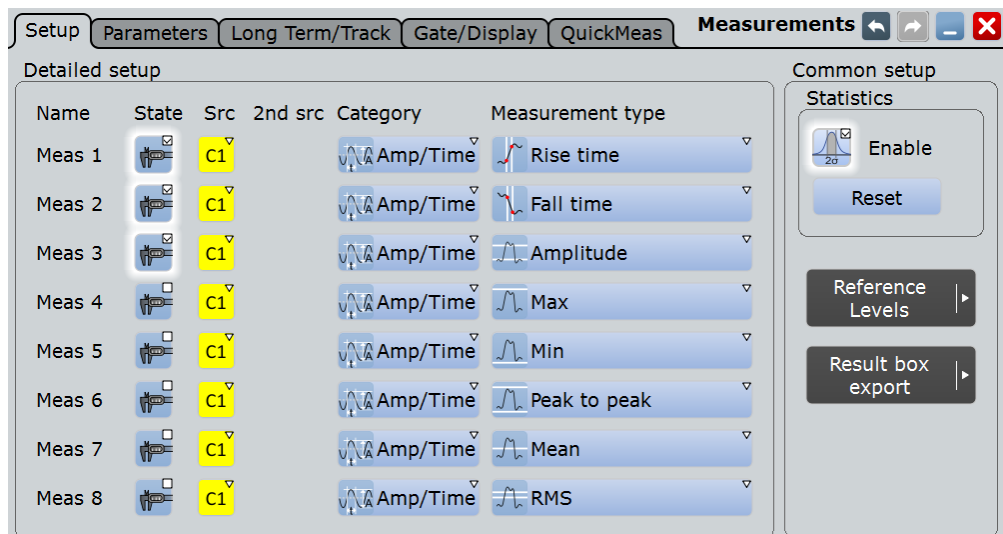 Setup Parameters Long Term/Track Gate/Display QuickMeas Measurements
Detailed setup
Name State Src 2nd src Category Measurement type
Meas 1 C1 Amp/Time Rise time
Meas 2 C1 Amp/Time Fall time
Meas 3 C1 Amp/Time Amplitude
Meas 4 C1 Amp/Time Max
Meas 5 C1 Amp/Time Min
Meas 6 C1 Amp/Time Peak to peak
Meas 7 C1 Amp/Time Mean
Meas 8 C1 Amp/Time RMS
Common setup
Statistics
2σ Enable
Reset
Reference
Levels
Result box
export